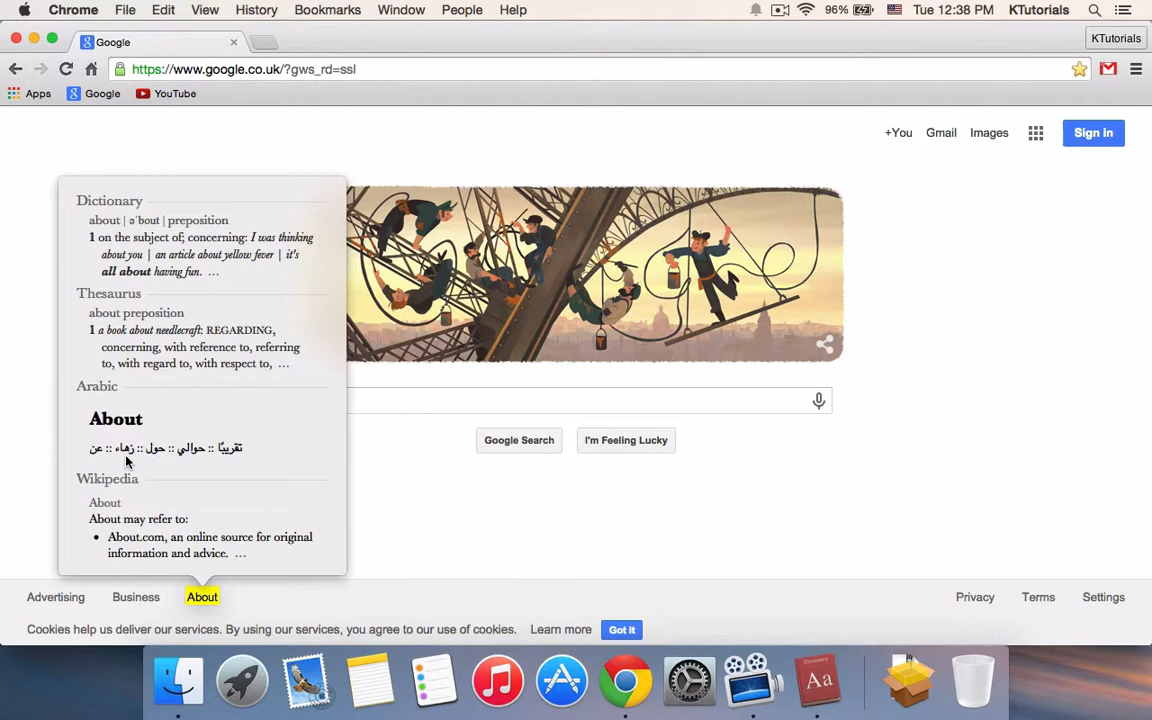 Chrome File Edit View History Bookmarks Window People Help 96% Tue 12:38 PM KTutorials
Google KTutorials
https://www.google.co.uk/?gws_rd=ssl
Apps Google YouTube
+You Gmail Images Sign in
Dictionary
about | əˈbout | preposition
1 on the subject of; concerning: I was thinking
about you | an article about yellow fever | it's
all about having fun. …
Thesaurus
about preposition
1 a book about needlecraft: REGARDING,
concerning, with reference to, referring
to, with regard to, with respect to, …
Arabic
About
تقريبًا :: حوالي :: حول :: زهاء :: عن
Wikipedia
About
About may refer to:
• About.com, an online source for original
information and advice. …
Google Search I'm Feeling Lucky
Advertising Business About Privacy Terms Settings
Cookies help us deliver our services. By using our services, you agree to our use of cookies. Learn more Got it
Aa